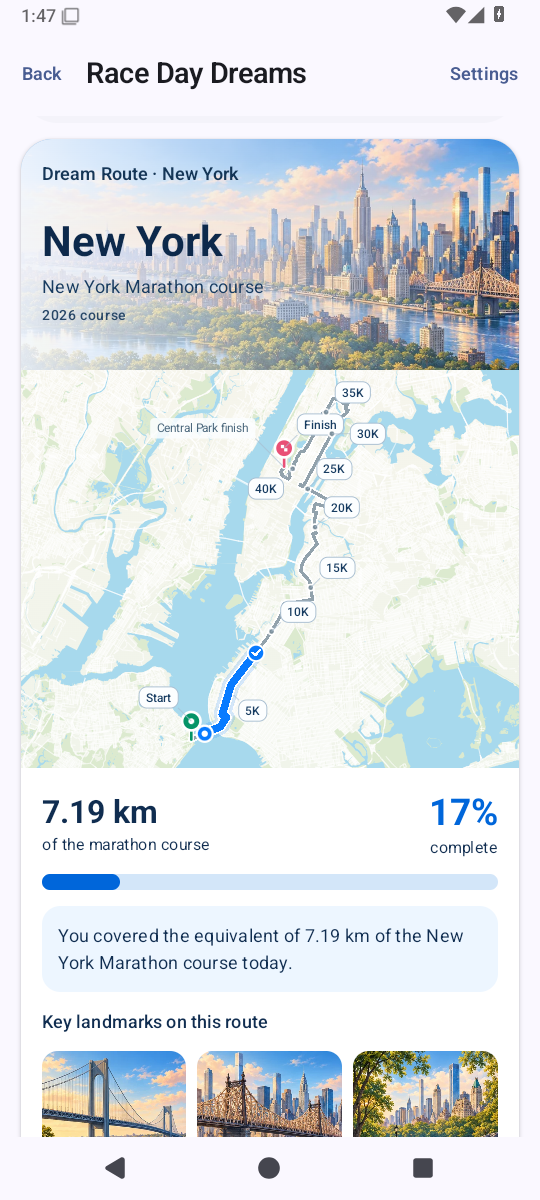 1:47
Back
Race Day Dreams
Settings
Dream Route · New York
New York
New York Marathon course
2026 course
35K
Central Park finish
Finish
30K
25K
40K
20K
15K
10K
Start
5K
7.19 km
17%
of the marathon course
complete
You covered the equivalent of 7.19 km of the New
York Marathon course today.
Key landmarks on this route